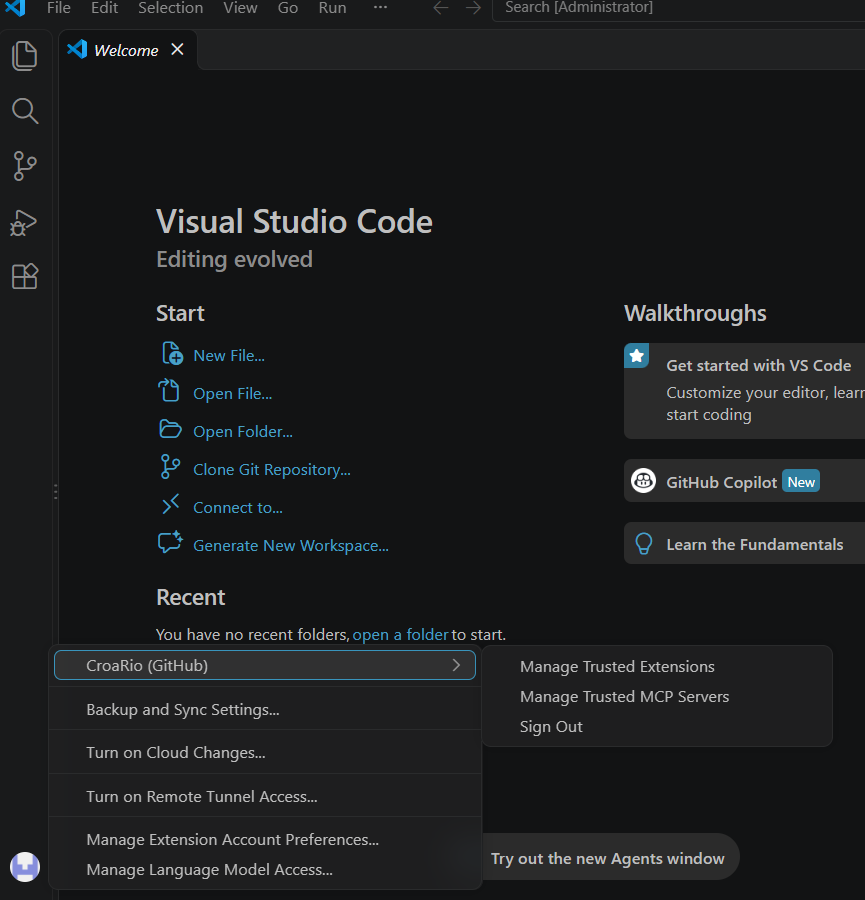 File Edit Selection View Go Run ··· Search [Administrator]
Welcome
Visual Studio Code
Editing evolved
Start
New File...
Open File...
Open Folder...
Clone Git Repository...
Connect to...
Generate New Workspace...
Recent
You have no recent folders, open a folder to start.
Walkthroughs
Get started with VS Code
Customize your editor, learn
start coding
GitHub Copilot New
Learn the Fundamentals
CroaRio (GitHub)
Backup and Sync Settings...
Turn on Cloud Changes...
Turn on Remote Tunnel Access...
Manage Extension Account Preferences...
Manage Language Model Access...
Manage Trusted Extensions
Manage Trusted MCP Servers
Sign Out
Try out the new Agents window